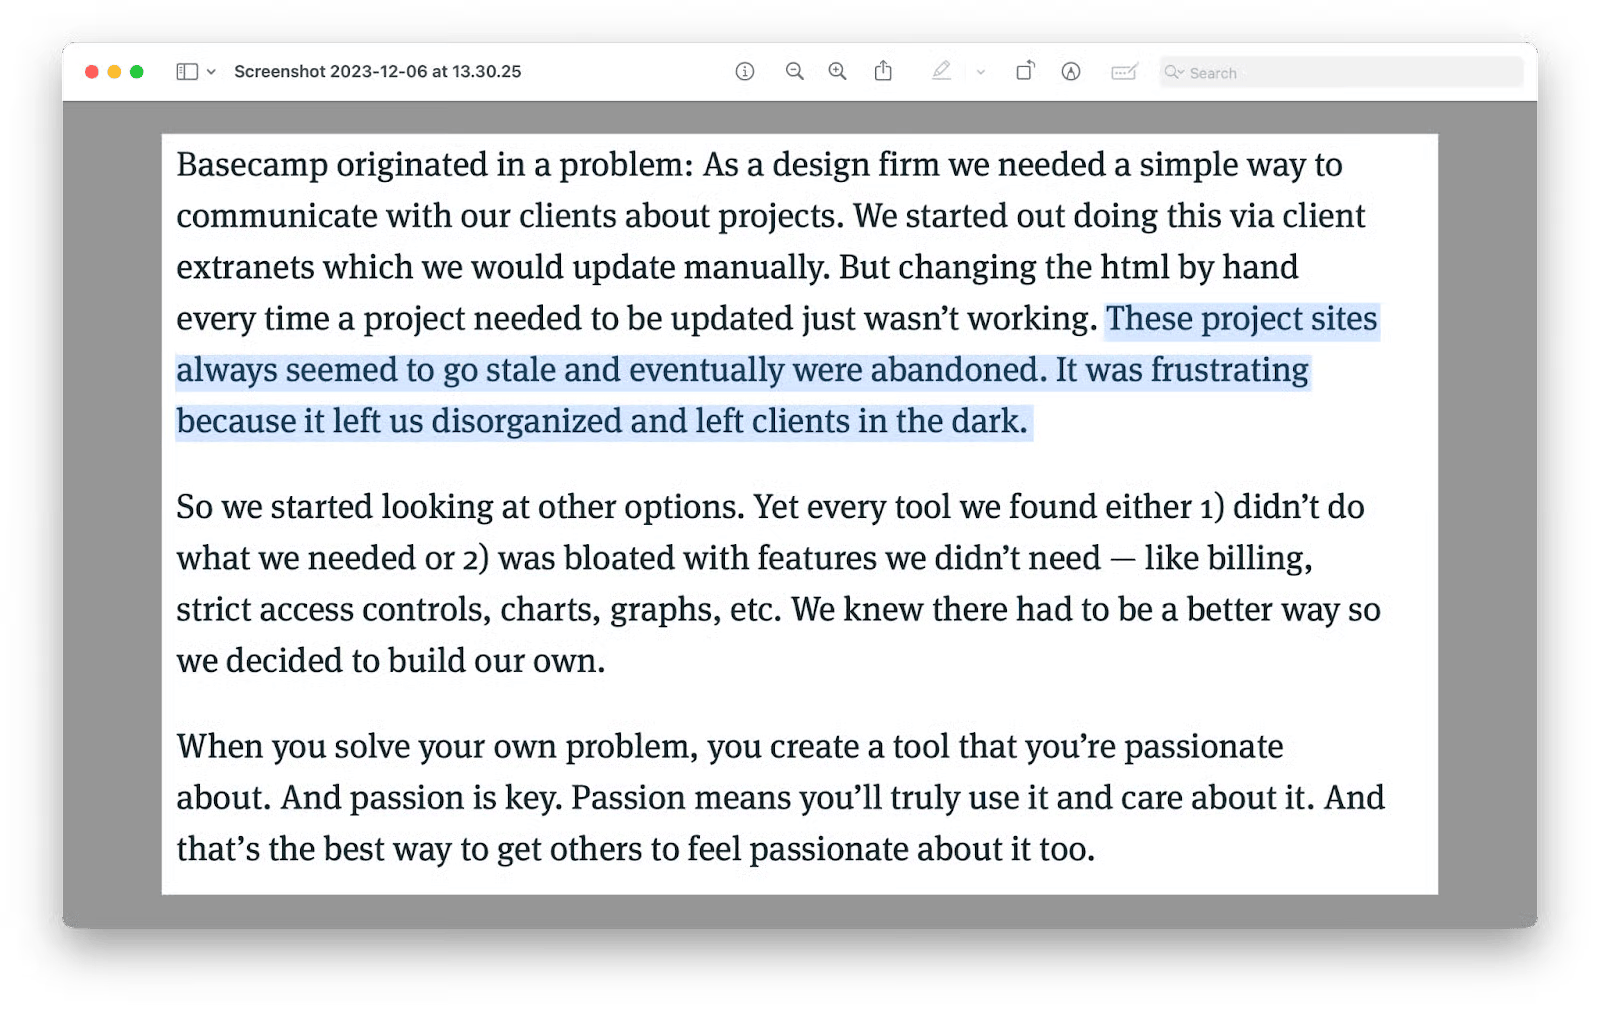 Screenshot 2023-12-06 at 13.30.25
Search
Basecamp originated in a problem: As a design firm we needed a simple way to
communicate with our clients about projects. We started out doing this via client
extranets which we would update manually. But changing the html by hand
every time a project needed to be updated just wasn’t working. These project sites
always seemed to go stale and eventually were abandoned. It was frustrating
because it left us disorganized and left clients in the dark.
So we started looking at other options. Yet every tool we found either 1) didn’t do
what we needed or 2) was bloated with features we didn’t need — like billing,
strict access controls, charts, graphs, etc. We knew there had to be a better way so
we decided to build our own.
When you solve your own problem, you create a tool that you’re passionate
about. And passion is key. Passion means you’ll truly use it and care about it. And
that’s the best way to get others to feel passionate about it too.